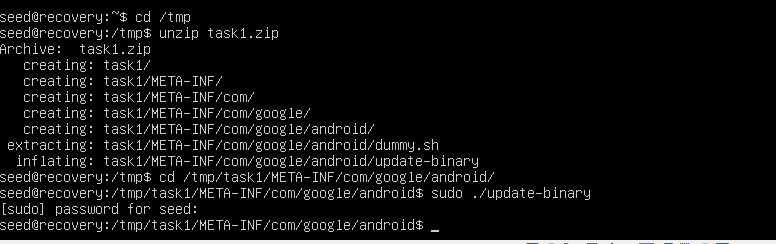 seed@recovery:~$ cd /tmp
seed@recovery:/tmp$ unzip task1.zip
Archive:  task1.zip
   creating: task1/
   creating: task1/META-INF/
   creating: task1/META-INF/com/
   creating: task1/META-INF/com/google/
   creating: task1/META-INF/com/google/android/
 extracting: task1/META-INF/com/google/android/dummy.sh
  inflating: task1/META-INF/com/google/android/update-binary
seed@recovery:/tmp$ cd /tmp/task1/META-INF/com/google/android/
seed@recovery:/tmp/task1/META-INF/com/google/android$ sudo ./update-binary
[sudo] password for seed:
seed@recovery:/tmp/task1/META-INF/com/google/android$ _